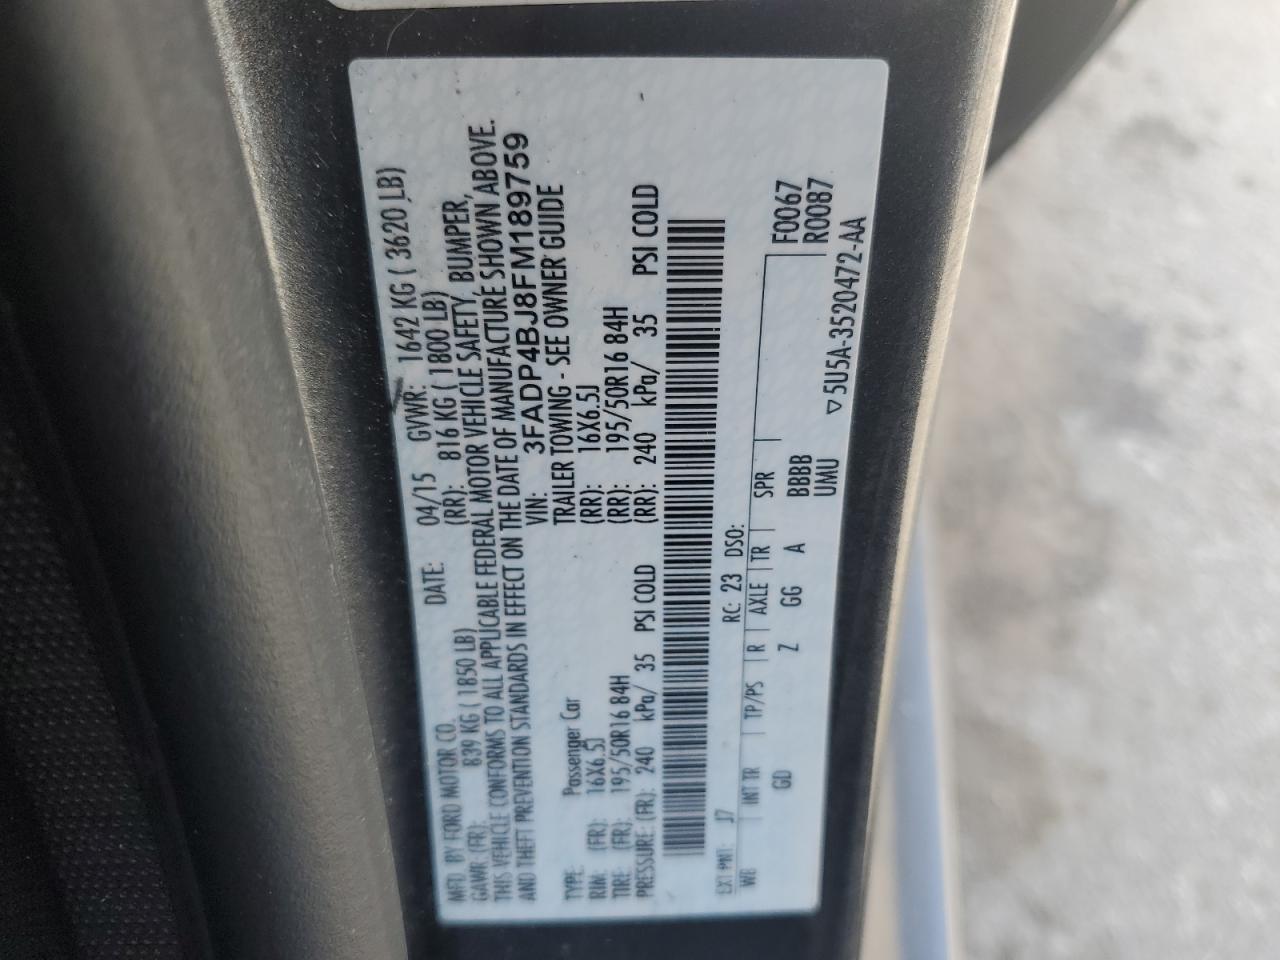 MFD. BY FORD MOTOR CO.
DATE: 04/15 GVWR: 1642 KG ( 3620 LB)
GAWR (FR): 839 KG ( 1850 LB) (RR): 816 KG ( 1800 LB)
THIS VEHICLE CONFORMS TO ALL APPLICABLE FEDERAL MOTOR VEHICLE SAFETY, BUMPER,
AND THEFT PREVENTION STANDARDS IN EFFECT ON THE DATE OF MANUFACTURE SHOWN ABOVE.
VIN: 3FADP4BJ8FM189759
TYPE: Passenger Car TRAILER TOWING - SEE OWNER GUIDE
RIM: (FR): 16X6.5J (RR): 16X6.5J
TIRE: (FR): 195/50R16 84H (RR): 195/50R16 84H
PRESSURE: (FR): 240 kPa/ 35 PSI COLD (RR): 240 kPa/ 35 PSI COLD
EXT PNT: J7 RC: 23 DSO:
WB INT TR TP/PS R AXLE TR SPR F0067
GD Z GG A BBBB R0087
UMU
▽5U5A-3520472-AA